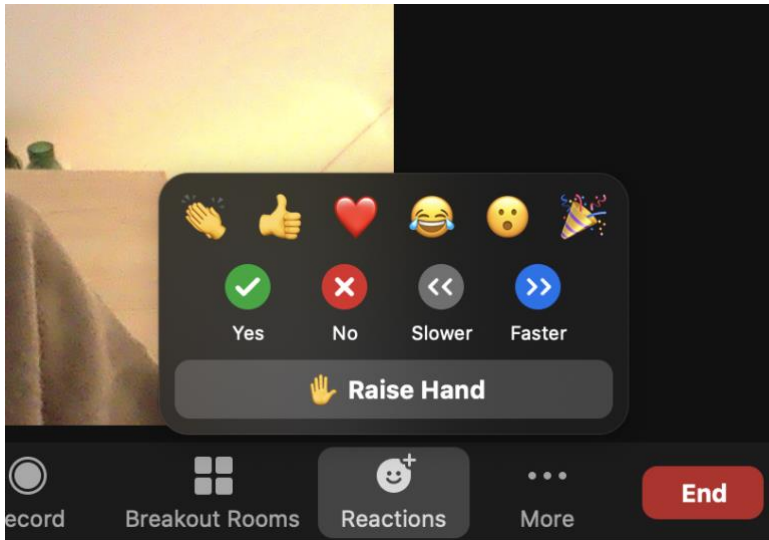 Yes No Slower Faster
Raise Hand
ecord Breakout Rooms Reactions More End